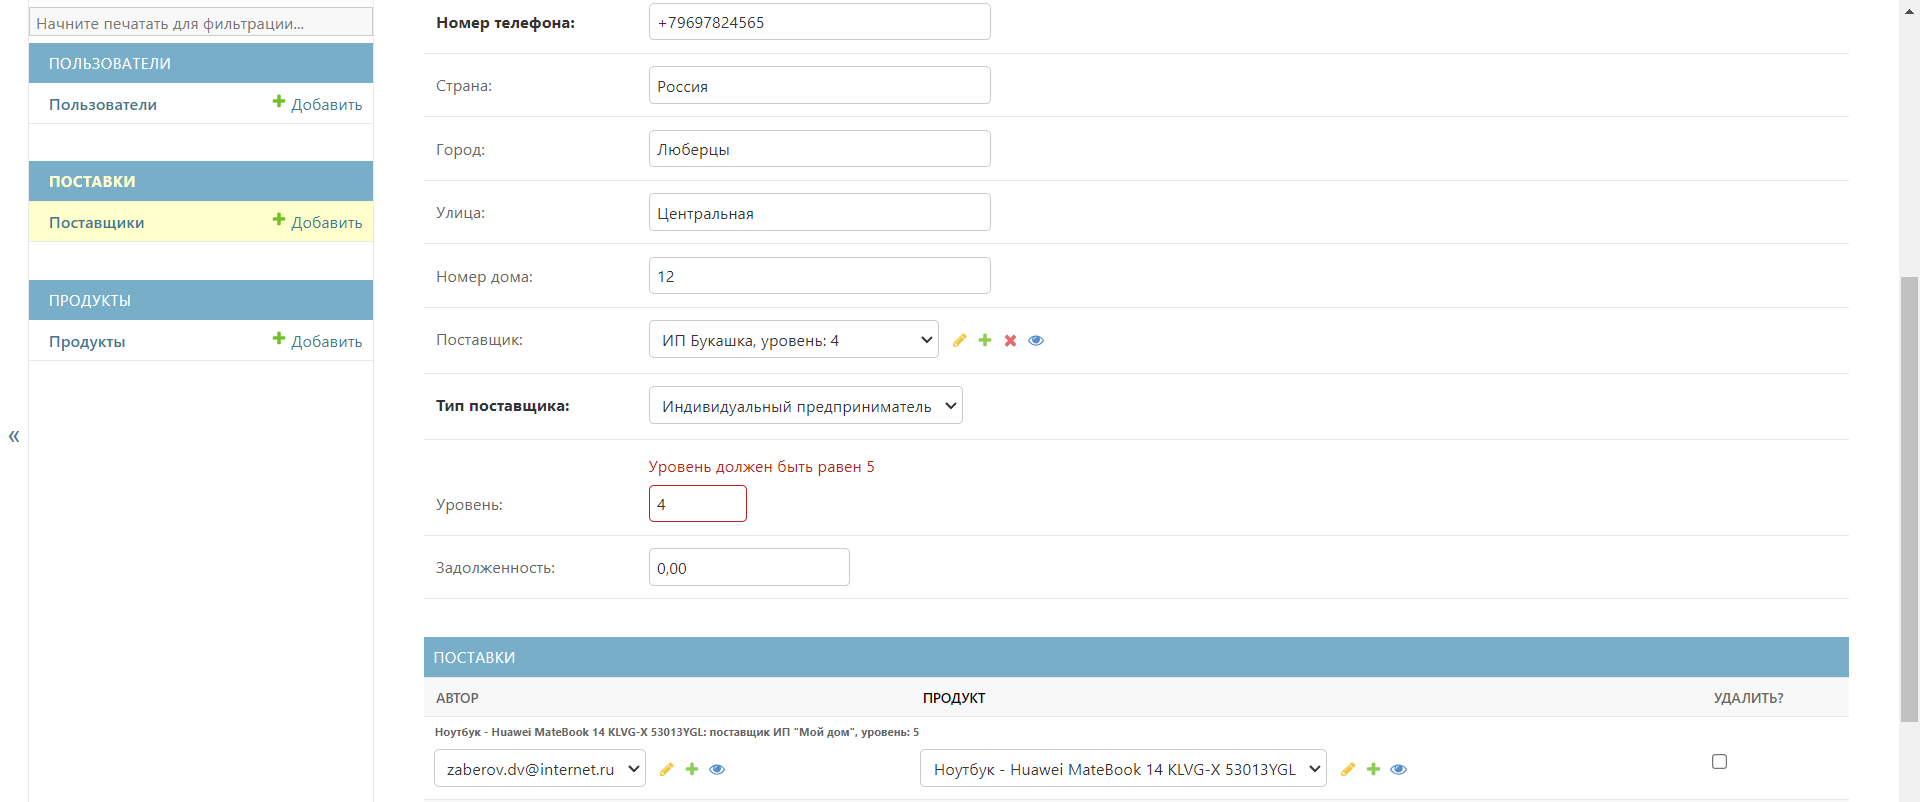 Начните печатать для фильтрации...
ПОЛЬЗОВАТЕЛИ
Пользователи Добавить
ПОСТАВКИ
Поставщики Добавить
ПРОДУКТЫ
Продукты Добавить
«
Номер телефона: +79697824565
Страна: Россия
Город: Люберцы
Улица: Центральная
Номер дома: 12
Поставщик: ИП Букашка, уровень: 4
Тип поставщика: Индивидуальный предприниматель
Уровень должен быть равен 5
Уровень: 4
Задолженность: 0,00
ПОСТАВКИ
АВТОР ПРОДУКТ УДАЛИТЬ?
Ноутбук - Huawei MateBook 14 KLVG-X 53013YGL: поставщик ИП "Мой дом", уровень: 5
zaberov.dv@internet.ru Ноутбук - Huawei MateBook 14 KLVG-X 53013YGL